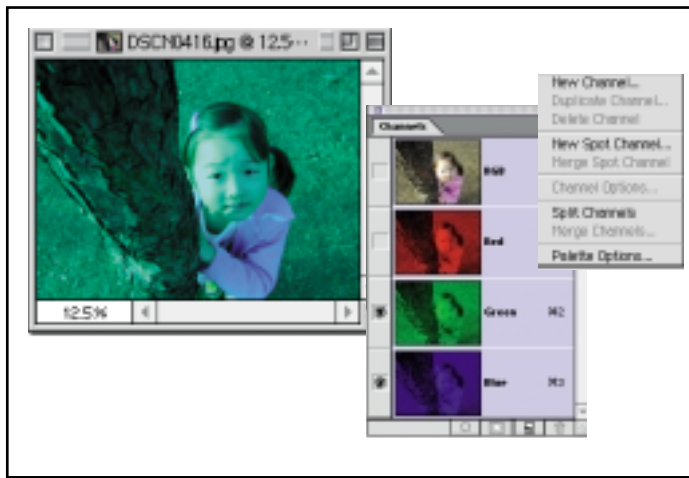 DSCN0416.jpg @ 12.5...
12.5%
Channels
RGB
Red
Green ⌘2
Blue ⌘3
New Channel...
Duplicate Channel...
Delete Channel
New Spot Channel...
Merge Spot Channel
Channel Options...
Split Channels
Merge Channels...
Palette Options...